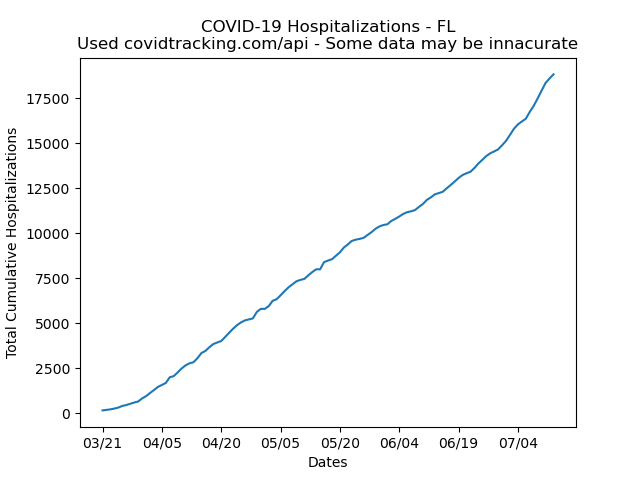 COVID-19 Hospitalizations - FL
Used covidtracking.com/api - Some data may be innacurate
Total Cumulative Hospitalizations
17500
15000
12500
10000
7500
5000
2500
0
03/21 04/05 04/20 05/05 05/20 06/04 06/19 07/04
Dates